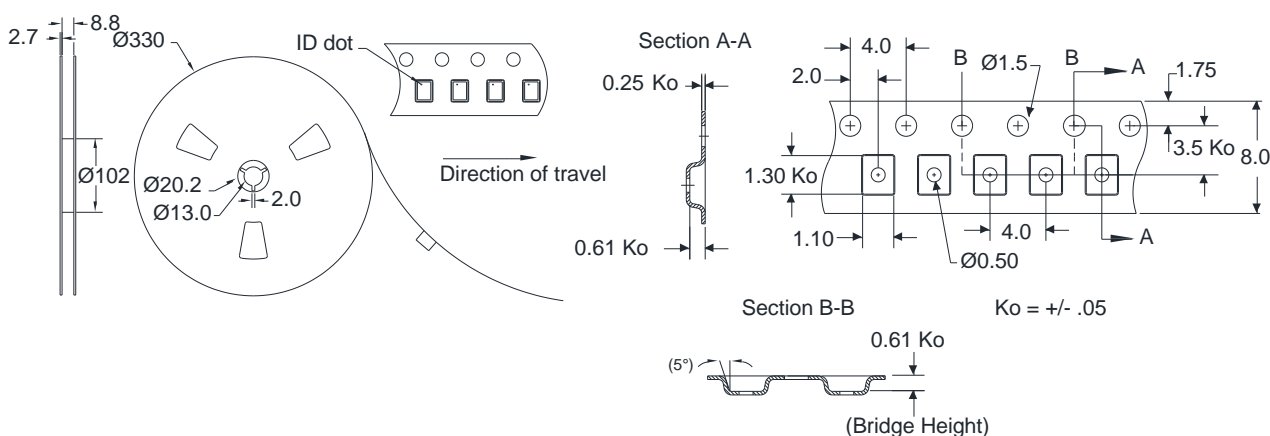 8.8
2.7
Ø330
ID dot
Ø102
Ø20.2
Ø13.0
2.0
Direction of travel
Section A-A
0.25 Ko
0.61 Ko
4.0
B
B
Ø1.5
A
2.0
1.75
3.5 Ko
8.0
1.30 Ko
1.10
4.0
A
Ø0.50
Section B-B
Ko = +/- .05
0.61 Ko
(5°)
(Bridge Height)